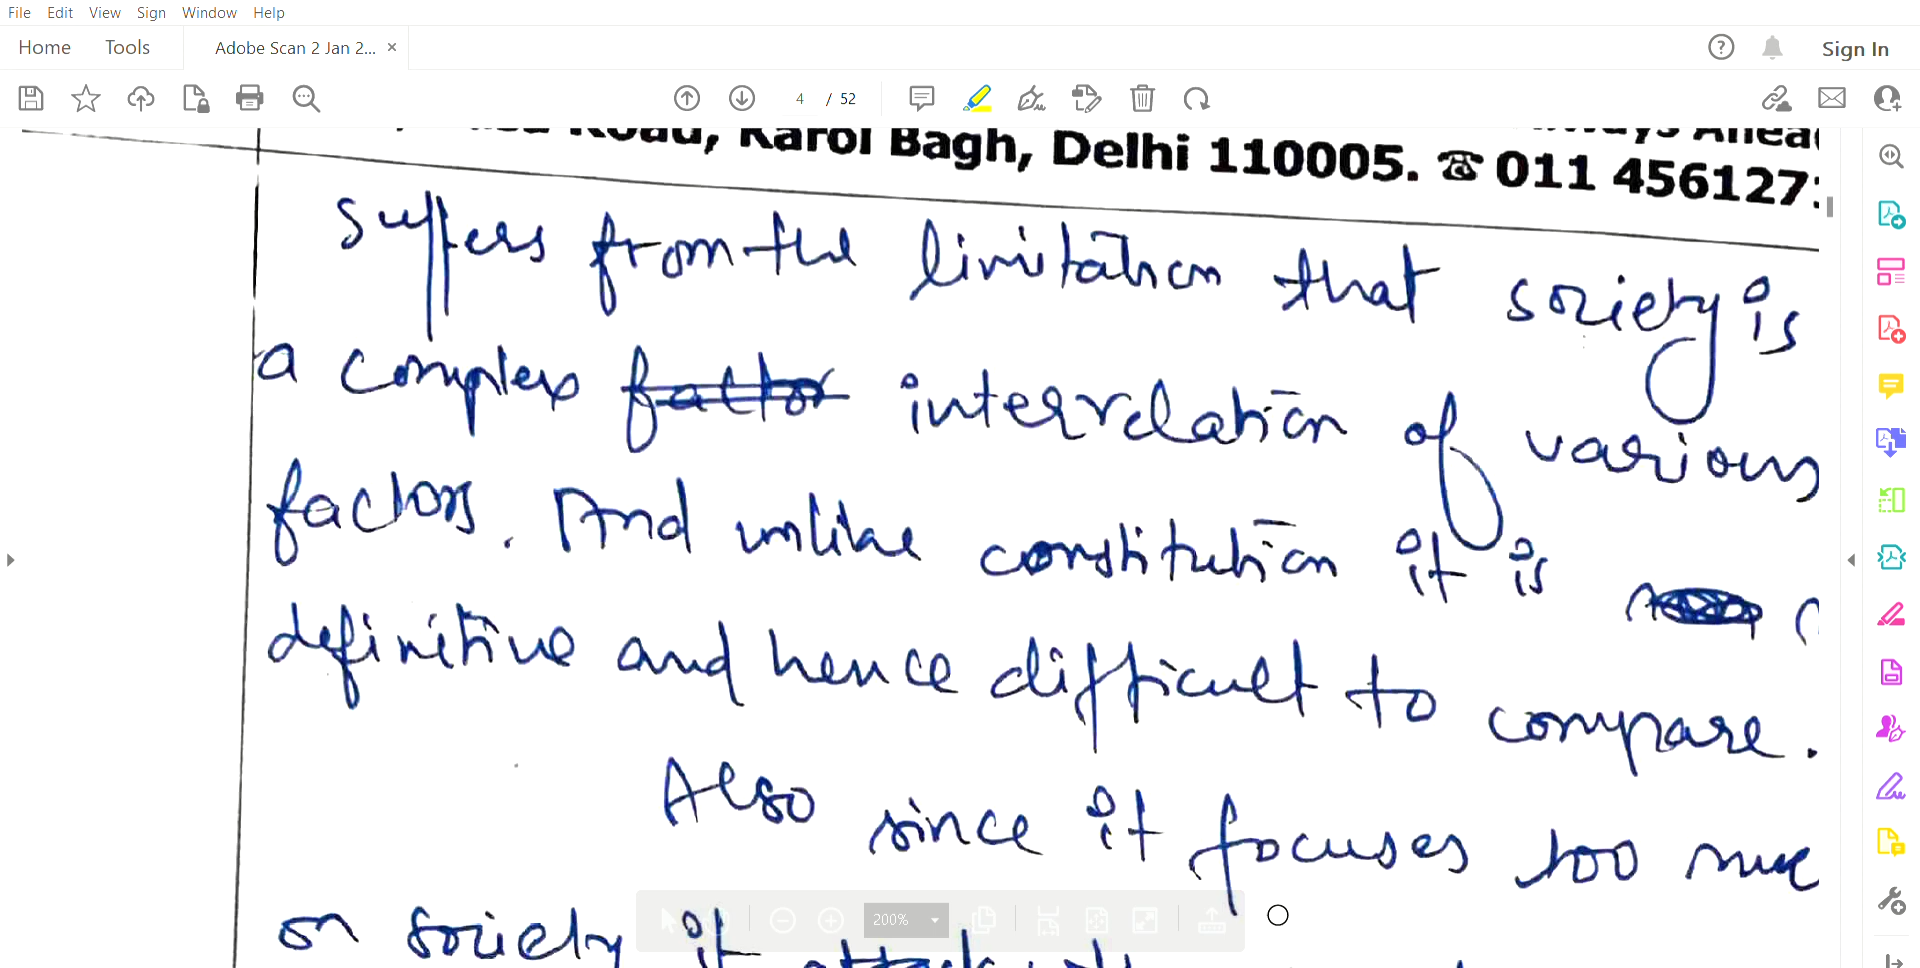 File Edit View Sign Window Help
Home Tools Adobe Scan 2 Jan 2... × Sign In
4 / 52
Road, Karol Bagh, Delhi 110005. ☎ 011 456127
suffers from the limitation that society is
a complex factor interrelation of various
factors. And unlike constitution it is
definitive and hence difficult to compare.
Also since it focuses too
on society it
200%